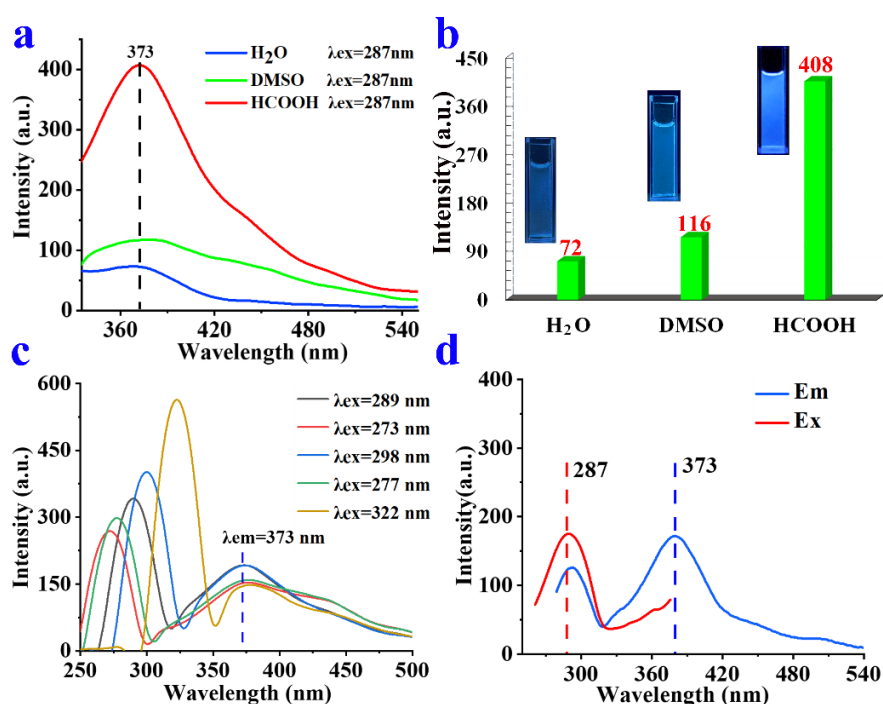 a
373
H₂O λex=287nm
DMSO λex=287nm
HCOOH λex=287nm
400
300
200
100
0
Intensity (a.u.)
360 420 480 540
Wavelength (nm)
b
450
360
270
180
90
0
Intensity (a.u.)
72
116
408
H₂O DMSO HCOOH
c
600
450
300
150
0
Intensity (a.u.)
λex=289 nm
λex=273 nm
λex=298 nm
λex=277 nm
λex=322 nm
λem=373 nm
250 300 350 400 450 500
Wavelength (nm)
d
400
300
200
100
0
Intensity(a.u.)
Em
Ex
287
373
300 360 420 480 540
Wavelength (nm)